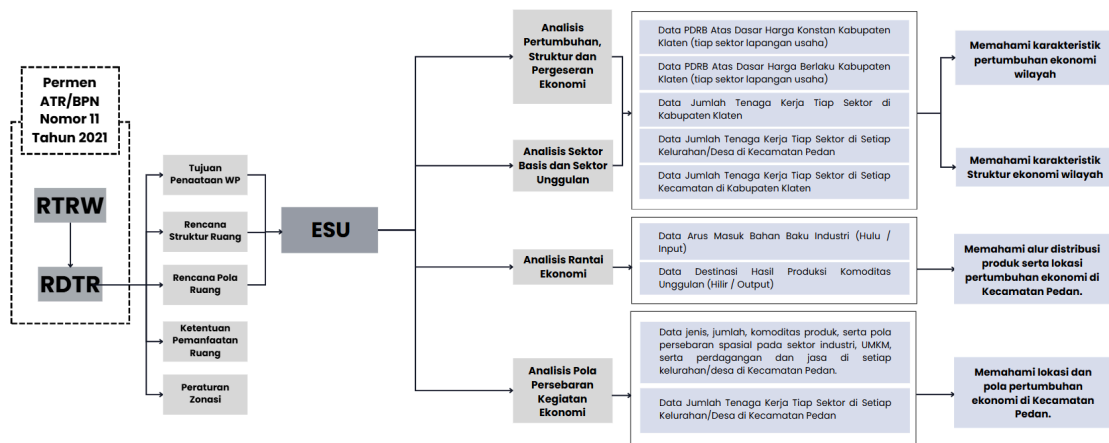 Permen
ATR/BPN
Nomor 11
Tahun 2021
RTRW
RDTR
Tujuan
Penaataan WP
Rencana
Struktur Ruang
Rencana Pola
Ruang
Ketentuan
Pemanfaatan
Ruang
Peraturan
Zonasi
ESU
Analisis
Pertumbuhan,
Struktur dan
Pergeseran
Ekonomi
Analisis Sektor
Basis dan Sektor
Unggulan
Analisis Rantai
Ekonomi
Analisis Pola
Persebaran
Kegiatan
Ekonomi
Data PDRB Atas Dasar Harga Konstan Kabupaten
Klaten (tiap sektor lapangan usaha)
Data PDRB Atas Dasar Harga Berlaku Kabupaten
Klaten (tiap sektor lapangan usaha)
Data Jumlah Tenaga Kerja Tiap Sektor di
Kabupaten Klaten
Data Jumlah Tenaga Kerja Tiap Sektor di Setiap
Kelurahan/Desa di Kecamatan Pedan
Data Jumlah Tenaga Kerja Tiap Sektor di Setiap
Kecamatan di Kabupaten Klaten
Data Arus Masuk Bahan Baku Industri (Hulu /
Input)
Data Destinasi Hasil Produksi Komoditas
Unggulan (Hilir / Output)
Data jenis, jumlah, komoditas produk, serta pola
persebaran spasial pada sektor industri, UMKM,
serta perdagangan dan jasa di setiap
kelurahan/desa di Kecamatan Pedan.
Data Jumlah Tenaga Kerja Tiap Sektor di Setiap
Kelurahan/Desa di Kecamatan Pedan
Memahami karakteristik
pertumbuhan ekonomi
wilayah
Memahami karakteristik
Struktur ekonomi wilayah
Memahami alur distribusi
produk serta lokasi
pertumbuhan ekonomi di
Kecamatan Pedan.
Memahami lokasi dan
pola pertumbuhan
ekonomi di Kecamatan
Pedan.